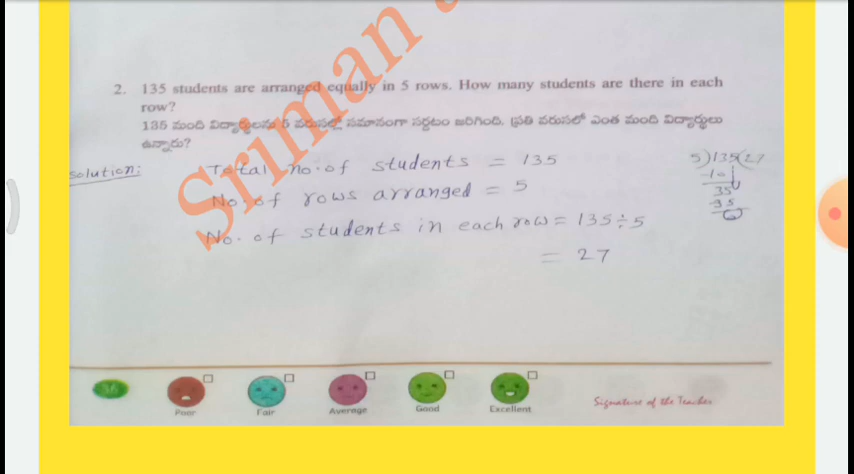 Sriman
2. 135 students are arranged equally in 5 rows. How many students are there in each
row?
135 మంది విద్యార్థులను 5 వరుసల్లో సమానంగా సర్దటం జరిగింది. ప్రతి వరుసలో ఎంత మంది విద్యార్థులు
ఉన్నారు?
Solution:
Total no. of students = 135
No. of rows arranged = 5
No. of students in each row = 135 ÷ 5
= 27
5)135(27
-10
35
-35
0
36
Poor
Fair
Average
Good
Excellent
Signature of the Teacher